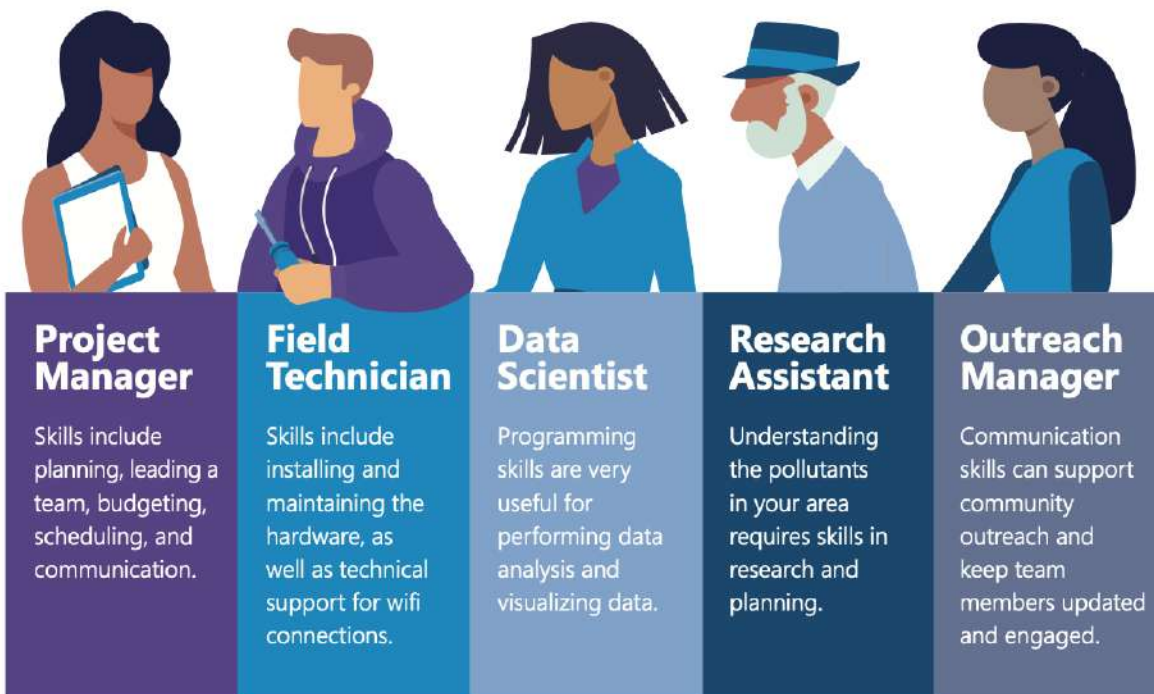 Project
Manager
Skills include
planning, leading a
team, budgeting,
scheduling, and
communication.
Field
Technician
Skills include
installing and
maintaining the
hardware, as
well as technical
support for wifi
connections.
Data
Scientist
Programming
skills are very
useful for
performing data
analysis and
visualizing data.
Research
Assistant
Understanding
the pollutants
in your area
requires skills in
research and
planning.
Outreach
Manager
Communication
skills can support
community
outreach and
keep team
members updated
and engaged.